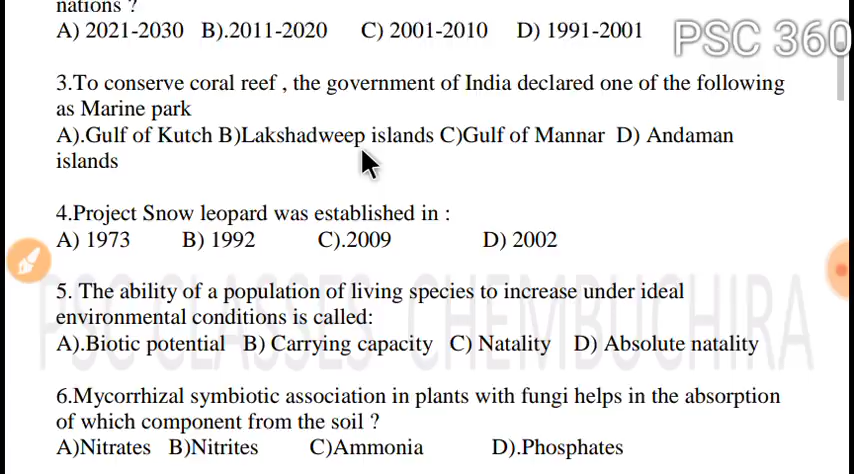 nations ?
A) 2021-2030 B).2011-2020 C) 2001-2010 D) 1991-2001
PSC 360
3.To conserve coral reef , the government of India declared one of the following
as Marine park
A).Gulf of Kutch B)Lakshadweep islands C)Gulf of Mannar D) Andaman
islands
4.Project Snow leopard was established in :
A) 1973 B) 1992 C).2009 D) 2002
5. The ability of a population of living species to increase under ideal
environmental conditions is called:
PSC CLASSES CHEMBUCHIRA
A).Biotic potential B) Carrying capacity C) Natality D) Absolute natality
6.Mycorrhizal symbiotic association in plants with fungi helps in the absorption
of which component from the soil ?
A)Nitrates B)Nitrites C)Ammonia D).Phosphates